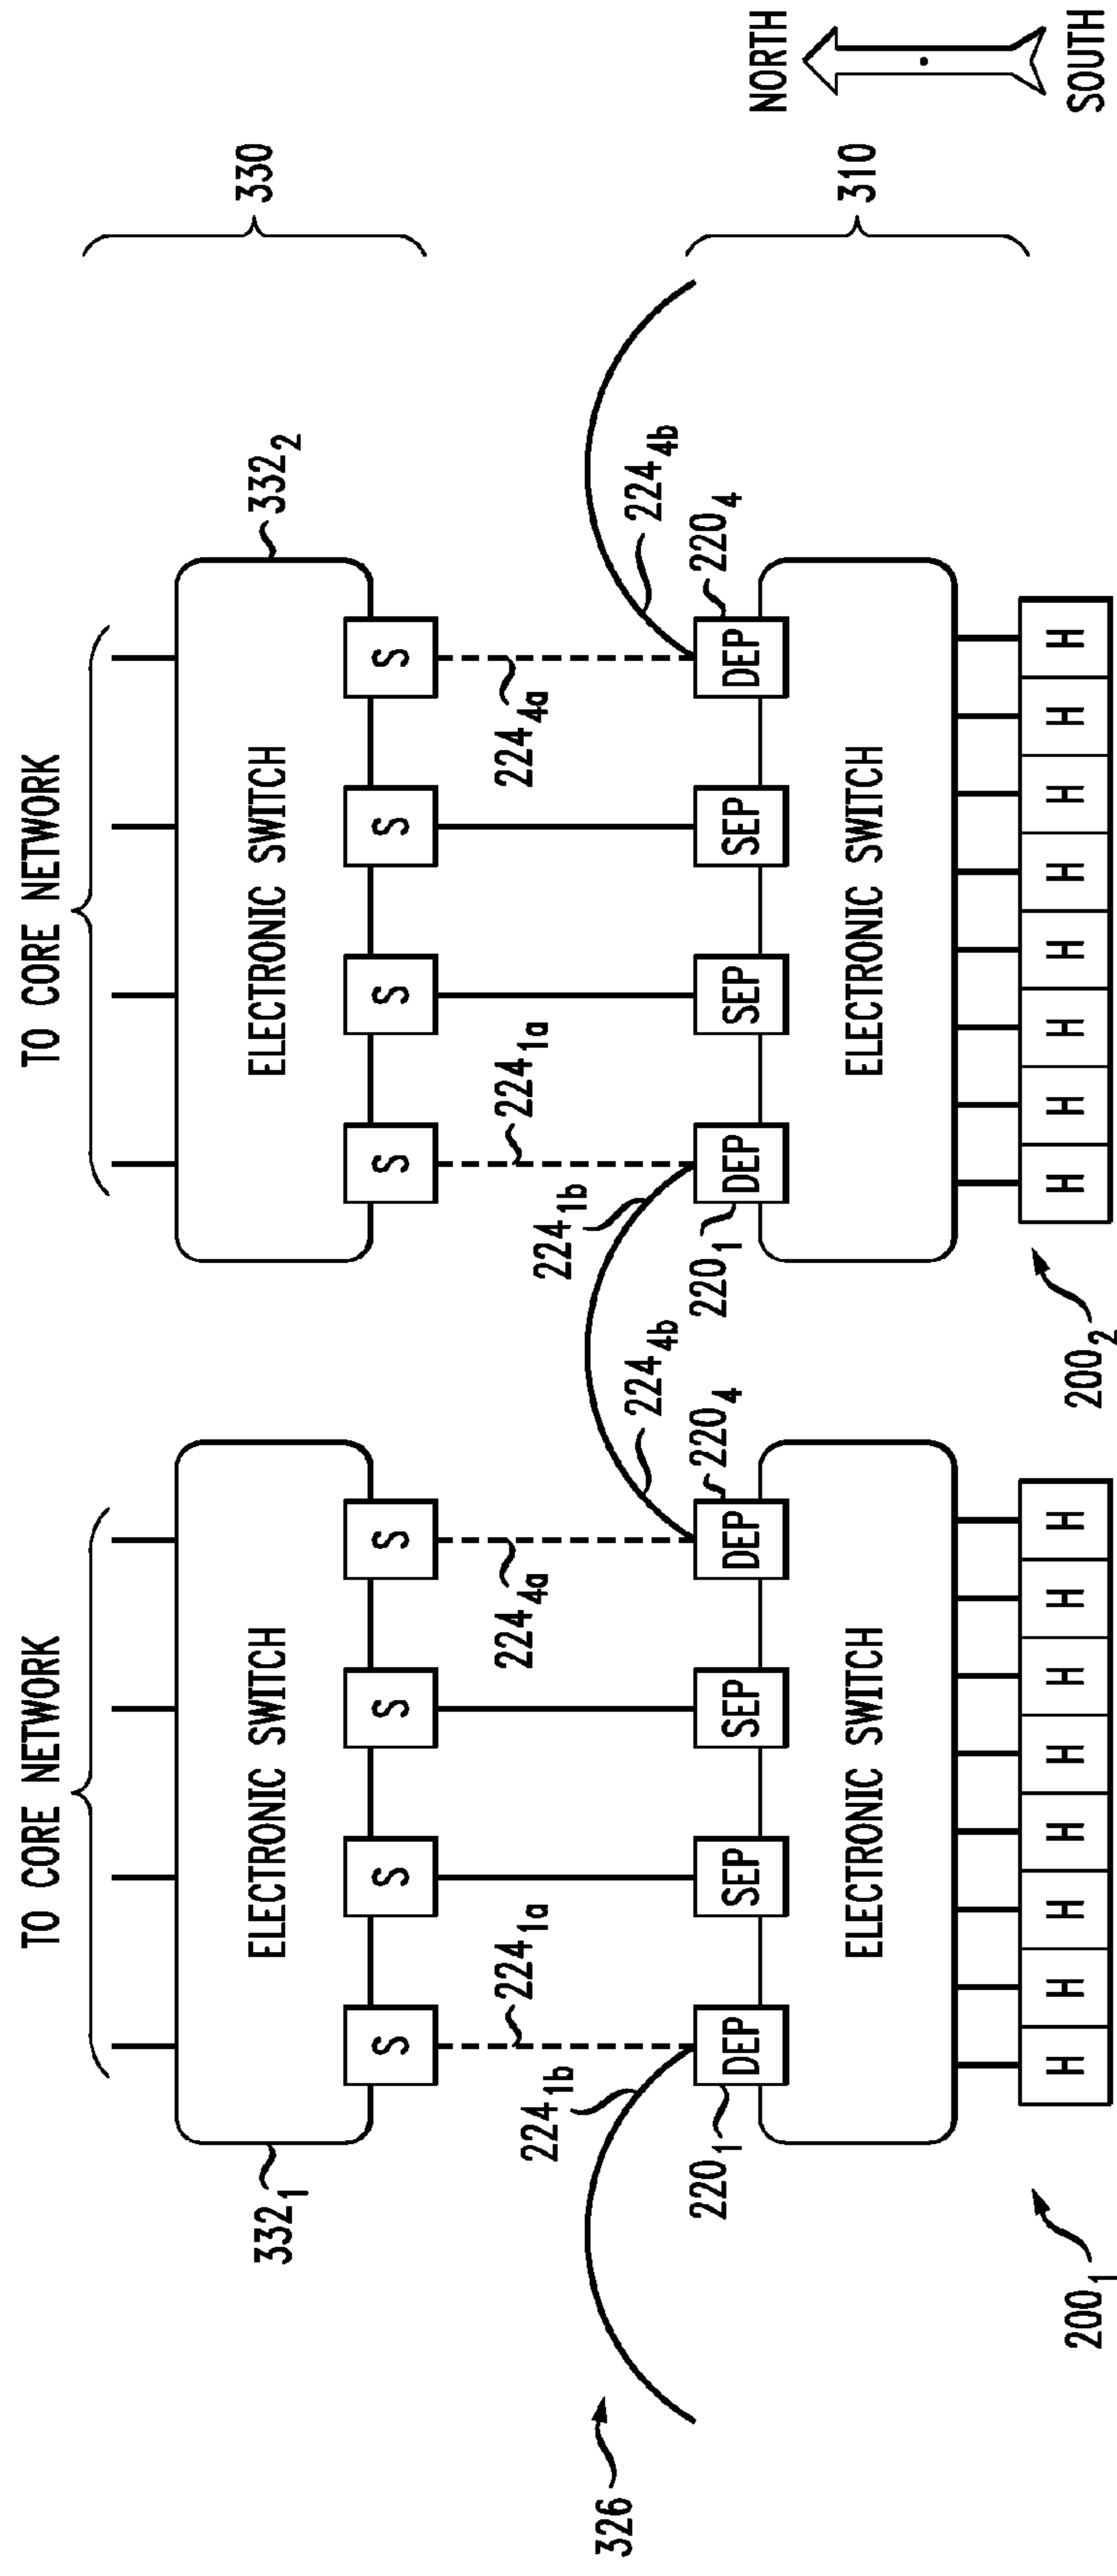 TO CORE NETWORK
TO CORE NETWORK
332₁
ELECTRONIC SWITCH
ELECTRONIC SWITCH
332₂
330
S
S
S
S
S
S
S
S
326
224₁b
224₁a
224₄a
224₄b
224₁b
224₁a
224₄a
224₄b
220₁
DEP
SEP
SEP
DEP
220₄
220₁
DEP
SEP
SEP
DEP
220₄
310
ELECTRONIC SWITCH
ELECTRONIC SWITCH
H H H H H H H H
H H H H H H H H
200₁
200₂
NORTH
SOUTH